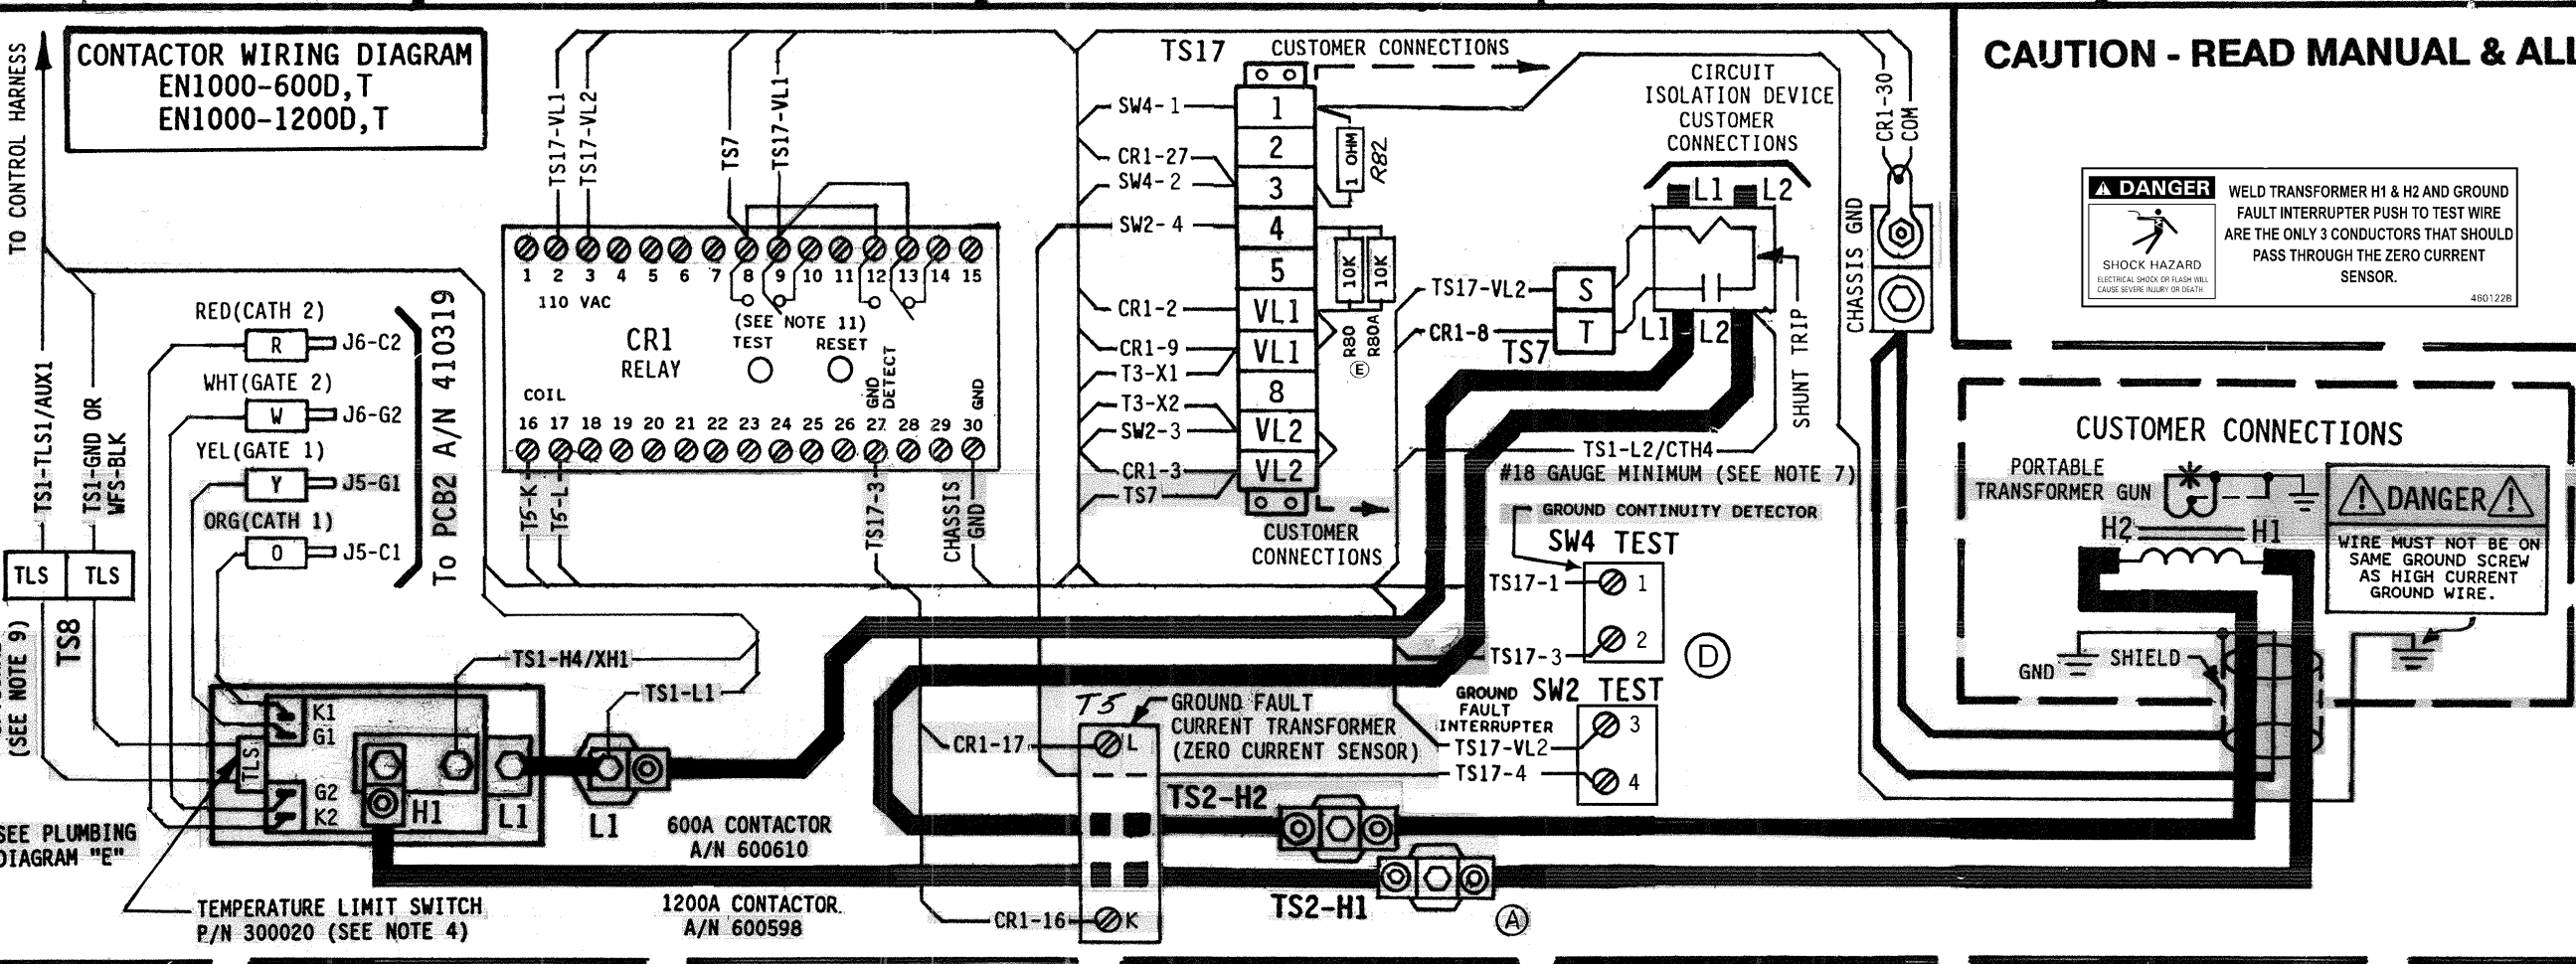 TO CONTROL HARNESS
CONTACTOR WIRING DIAGRAM
EN1000-600D,T
EN1000-1200D,T
TS17-VL1
TS17-VL2
TS7
TS17-VL1
1 2 3 4 5 6 7 8 9 10 11 12 13 14 15
110 VAC
(SEE NOTE 11)
CR1
RELAY
TEST
RESET
COIL
GND
DETECT
GND
16 17 18 19 20 21 22 23 24 25 26 27 28 29 30
T5-K
T5-L
TS17-3
CHASSIS
GND
TS1-TLS1/AUX1
TS1-GND OR
WFS-BLK
RED(CATH 2)
R
J6-C2
WHT(GATE 2)
W
J6-G2
YEL(GATE 1)
Y
J5-G1
ORG(CATH 1)
O
J5-C1
To PCB2 A/N 410319
TLS
TLS
TS8
(SEE NOTE 9)
SEE PLUMBING
DIAGRAM "E"
K1
G1
TLS
G2
K2
H1
L1
L1
TS1-H4/XH1
TS1-L1
TEMPERATURE LIMIT SWITCH
P/N 300020 (SEE NOTE 4)
600A CONTACTOR
A/N 600610
1200A CONTACTOR
A/N 600598
TS17
CUSTOMER CONNECTIONS
SW4-1
CR1-27
SW4-2
SW2-4
CR1-2
CR1-9
T3-X1
T3-X2
SW2-3
CR1-3
TS7
1
2
3
4
5
VL1
VL1
8
VL2
VL2
1 OHM
R82
10K
10K
R80
R80A
E
CUSTOMER
CONNECTIONS
CIRCUIT
ISOLATION DEVICE
CUSTOMER
CONNECTIONS
L1
L2
TS17-VL2
S
CR1-8
T
TS7
L1
L2
SHUNT TRIP
TS1-L2/CTH4
#18 GAUGE MINIMUM (SEE NOTE 7)
GROUND CONTINUITY DETECTOR
SW4 TEST
TS17-1
1
TS17-3
2
D
GROUND
FAULT
INTERRUPTER
SW2 TEST
TS17-VL2
3
TS17-4
4
T5
GROUND FAULT
CURRENT TRANSFORMER
(ZERO CURRENT SENSOR)
CR1-17
L
CR1-16
K
TS2-H2
TS2-H1
A
CR1-30
COM
CHASSIS GND
CAUTION - READ MANUAL & ALL
DANGER
SHOCK HAZARD
ELECTRICAL SHOCK OR FLASH WILL
CAUSE SEVERE INJURY OR DEATH.
WELD TRANSFORMER H1 & H2 AND GROUND
FAULT INTERRUPTER PUSH TO TEST WIRE
ARE THE ONLY 3 CONDUCTORS THAT SHOULD
PASS THROUGH THE ZERO CURRENT
SENSOR.
460122B
CUSTOMER CONNECTIONS
PORTABLE
TRANSFORMER GUN
H2
H1
DANGER
WIRE MUST NOT BE ON
SAME GROUND SCREW
AS HIGH CURRENT
GROUND WIRE.
GND
SHIELD